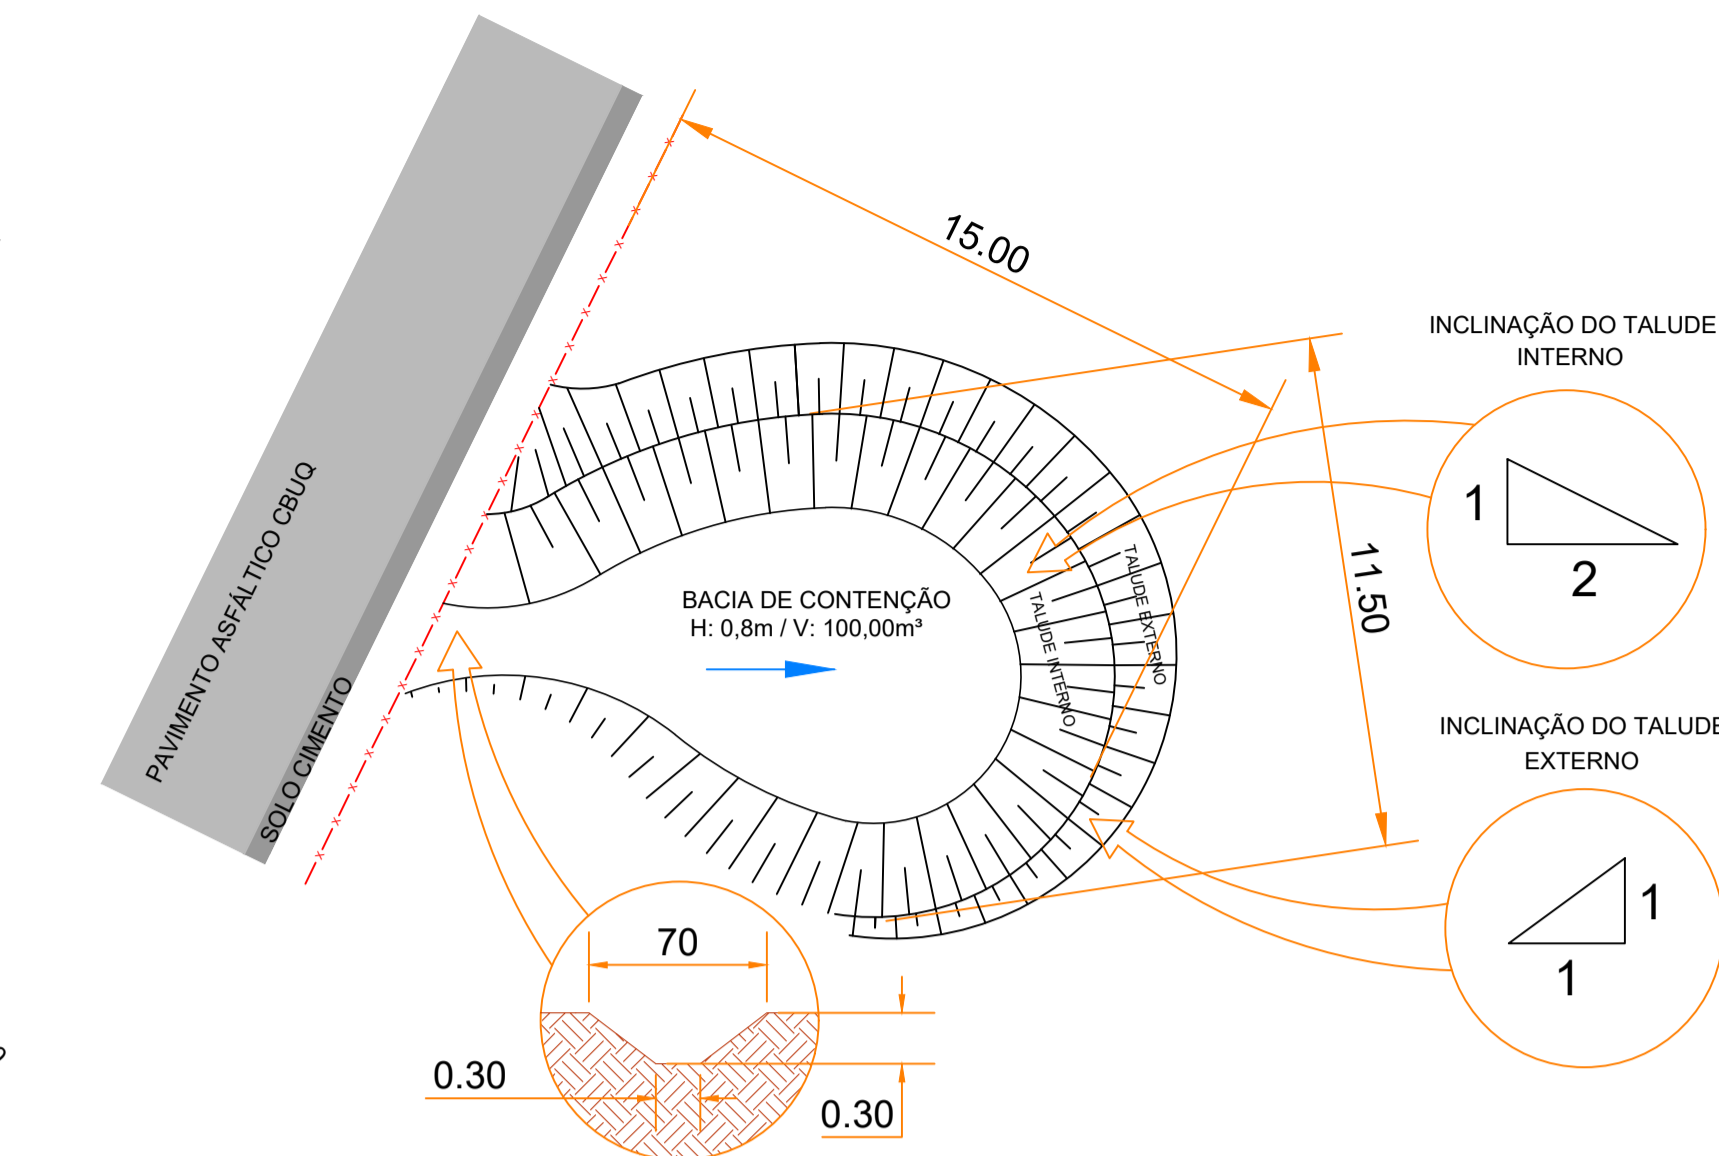 15.00
INCLINAÇÃO DO TALUDE
INTERNO
1
2
11.50
PAVIMENTO ASFÁLTICO CBUQ
SOLO CIMENTO
BACIA DE CONTENÇÃO
H: 0,8m / V: 100,00m³
TALUDE INTERNO
TALUDE EXTERNO
INCLINAÇÃO DO TALUDE
EXTERNO
1
1
70
0.30
0.30